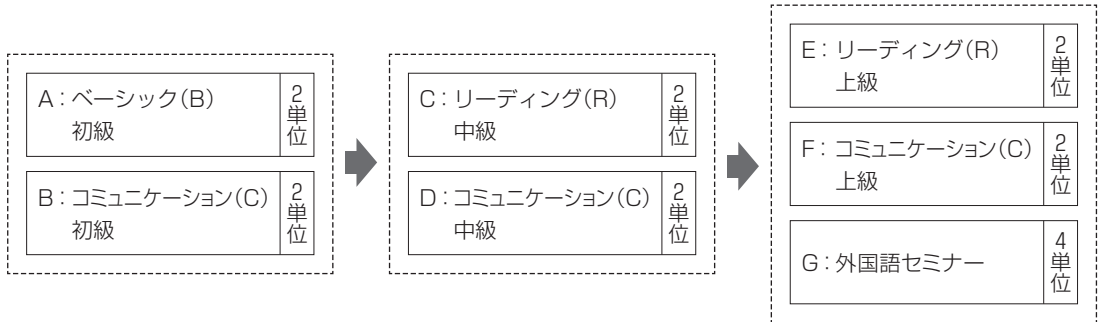 A：ベーシック(B)
初級
2単位
B：コミュニケーション(C)
初級
2単位
C：リーディング(R)
中級
2単位
D：コミュニケーション(C)
中級
2単位
E：リーディング(R)
上級
2単位
F：コミュニケーション(C)
上級
2単位
G：外国語セミナー
4単位